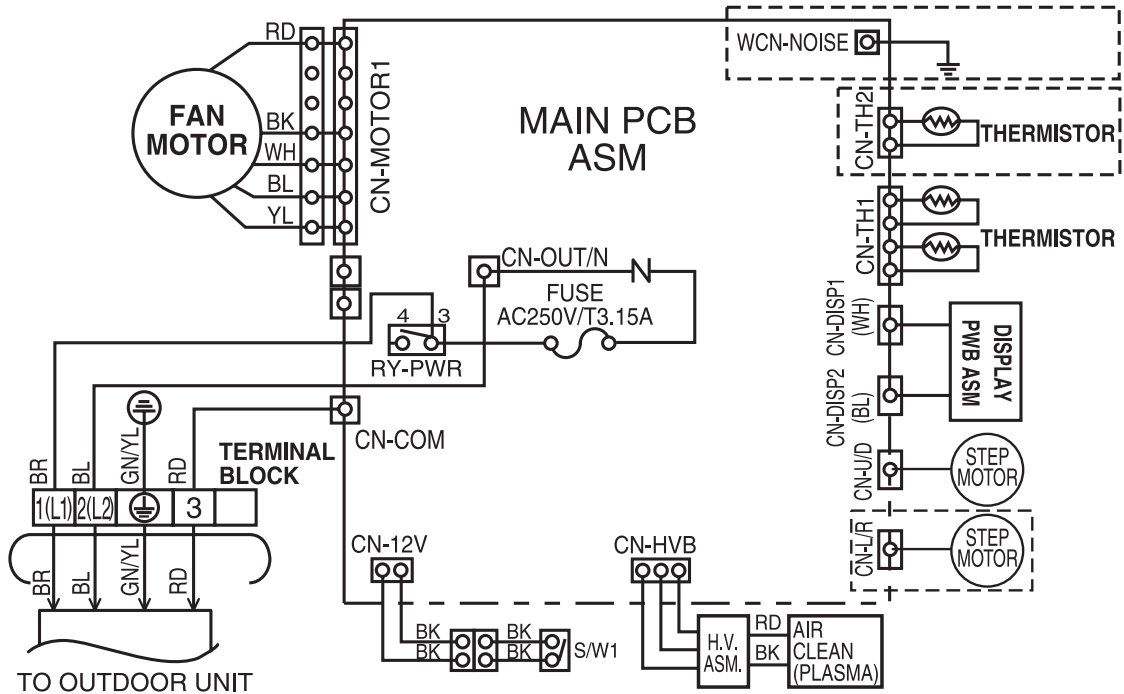 RD
FAN
MOTOR
BK
WH
BL
YL
CN-MOTOR1
MAIN PCB
ASM
WCN-NOISE
CN-TH2
THERMISTOR
CN-TH1
THERMISTOR
CN-OUT/N
N
FUSE
AC250V/T3.15A
4 3
RY-PWR
CN-DISP1
(WH)
CN-DISP2
(BL)
DISPLAY
PWB ASM
CN-COM
TERMINAL
BLOCK
BR
BL
GN/YL
RD
1(L1) 2(L2) 3
BR
BL
GN/YL
RD
TO OUTDOOR UNIT
CN-U/D
STEP
MOTOR
CN-L/R
STEP
MOTOR
CN-12V
BK BK
BK BK
S/W1
CN-HVB
H.V.
ASM.
RD
BK
AIR
CLEAN
(PLASMA)